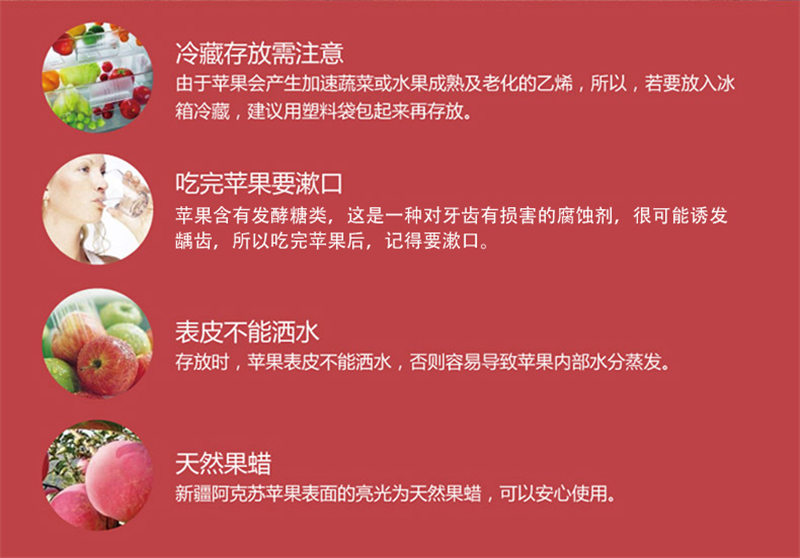 冷藏存放需注意
由于苹果会产生加速蔬菜或水果成熟及老化的乙烯，所以，若要放入冰
箱冷藏，建议用塑料袋包起来再存放。
吃完苹果要漱口
苹果含有发酵糖类，这是一种对牙齿有损害的腐蚀剂，很可能诱发
龋齿，所以吃完苹果后，记得要漱口。
表皮不能洒水
存放时，苹果表皮不能洒水，否则容易导致苹果内部水分蒸发。
天然果蜡
新疆阿克苏苹果表面的亮光为天然果蜡，可以安心使用。